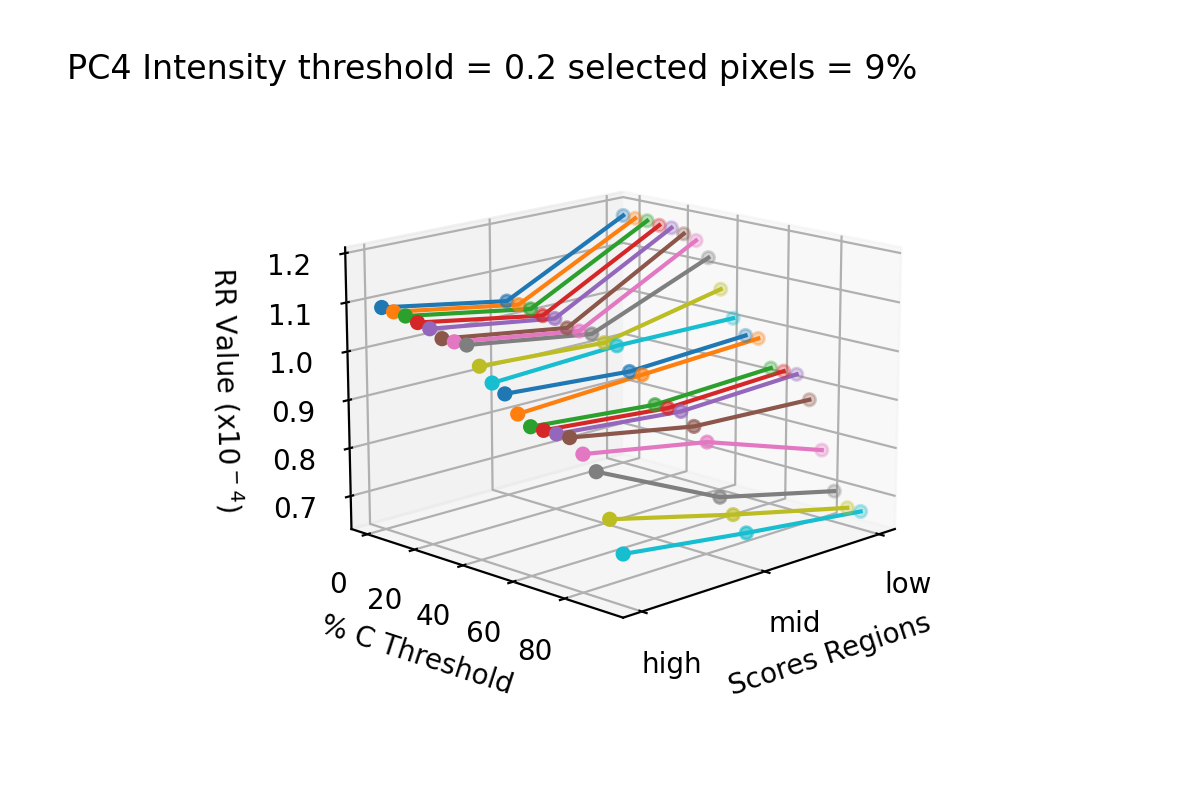 PC4 Intensity threshold = 0.2 selected pixels = 9%
RR Value (x10⁻⁴)
1.2
1.1
1.0
0.9
0.8
0.7
0
20
40
60
80
% C Threshold
high
mid
low
Scores Regions